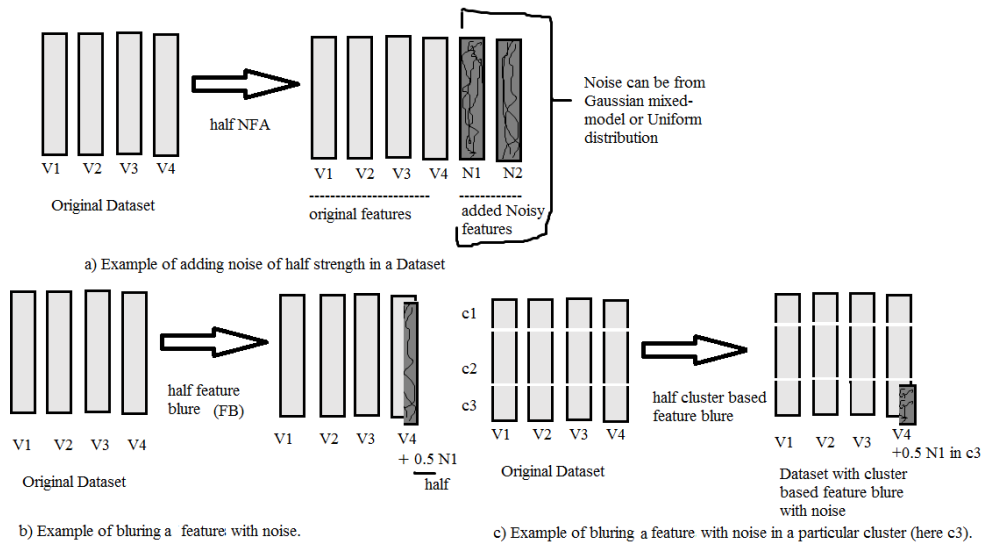 half NFA
V1 V2 V3 V4
Original Dataset
V1 V2 V3 V4 N1 N2
original features
added Noisy
features
Noise can be from
Gaussian mixed-
model or Uniform
distribution
a) Example of adding noise of half strength in a Dataset
half feature
blure
(FB)
V1 V2 V3 V4
Original Dataset
V1 V2 V3 V4
+ 0.5 N1
half
b) Example of bluring a feature with noise.
c1
c2
c3
V1 V2 V3 V4
Original Dataset
half cluster based
feature blure
V1 V2 V3 V4
+0.5 N1 in c3
Dataset with cluster
based feature blure
with noise
c) Example of bluring a feature with noise in a particular cluster (here c3).